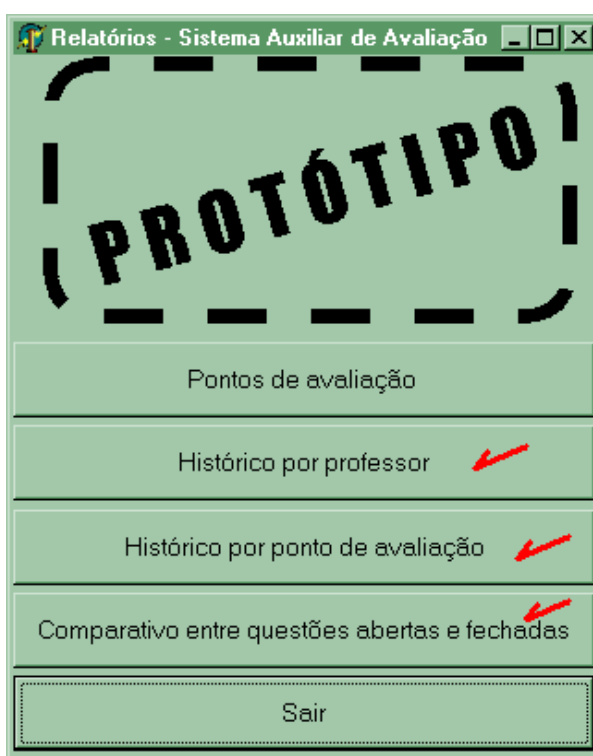 Relatórios - Sistema Auxiliar de Avaliação
PROTÓTIPO
Pontos de avaliação
Histórico por professor
Histórico por ponto de avaliação
Comparativo entre questões abertas e fechadas
Sair